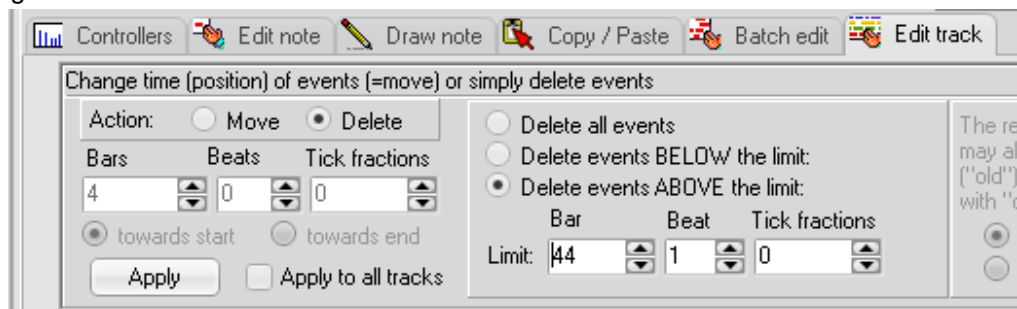 Controllers Edit note Draw note Copy / Paste Batch edit Edit track
Change time (position) of events (=move) or simply delete events
Action: Move Delete
Bars Beats Tick fractions
4 0 0
towards start towards end
Apply Apply to all tracks
Delete all events
Delete events BELOW the limit:
Delete events ABOVE the limit:
Bar Beat Tick fractions
Limit: 44 1 0
The re
may al
("old")
with "o